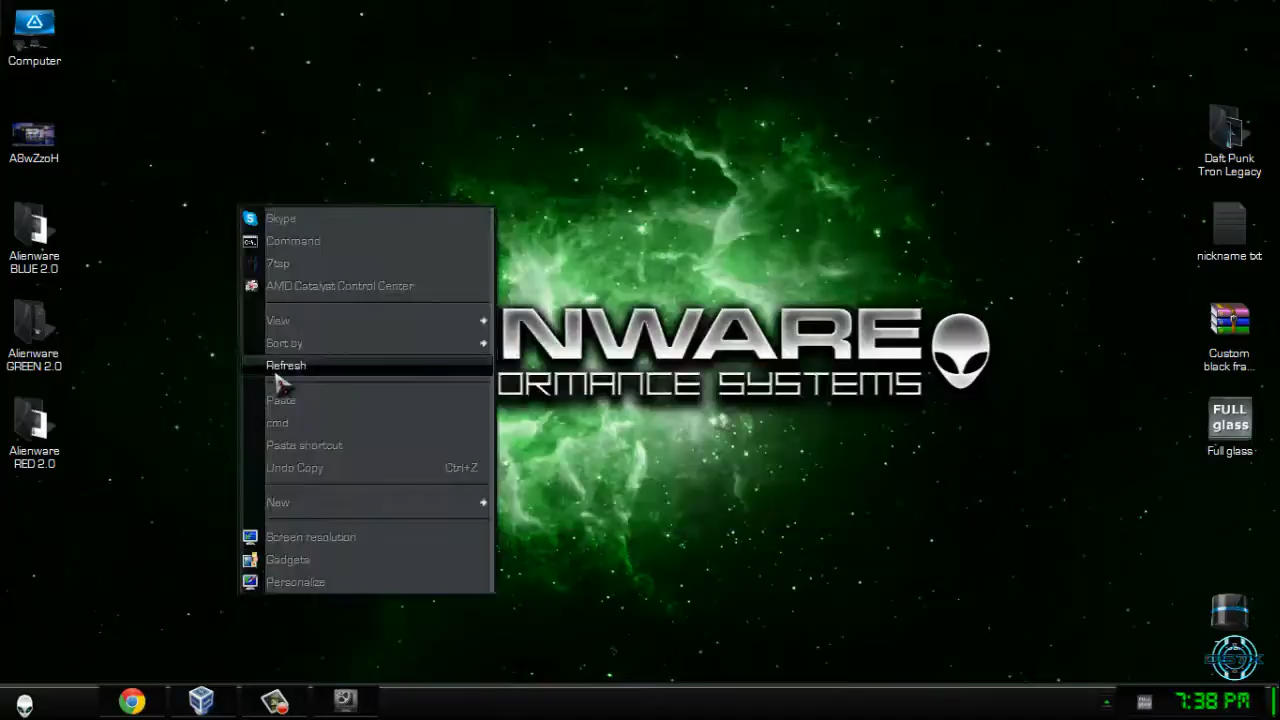 Computer
A8wZzoH
Alienware
BLUE 2.0
Alienware
GREEN 2.0
Alienware
RED 2.0
Skype
Command
7tsp
AMD Catalyst Control Center
View
Sort by
Refresh
Paste
cmd
Paste shortcut
Undo Copy Ctrl+Z
New
Screen resolution
Gadgets
Personalize
NWARE
ORMANCE SYSTEMS
Daft Punk
Tron Legacy
nickname txt
Custom
black fra...
FULL
glass
Full glass
7:38 PM